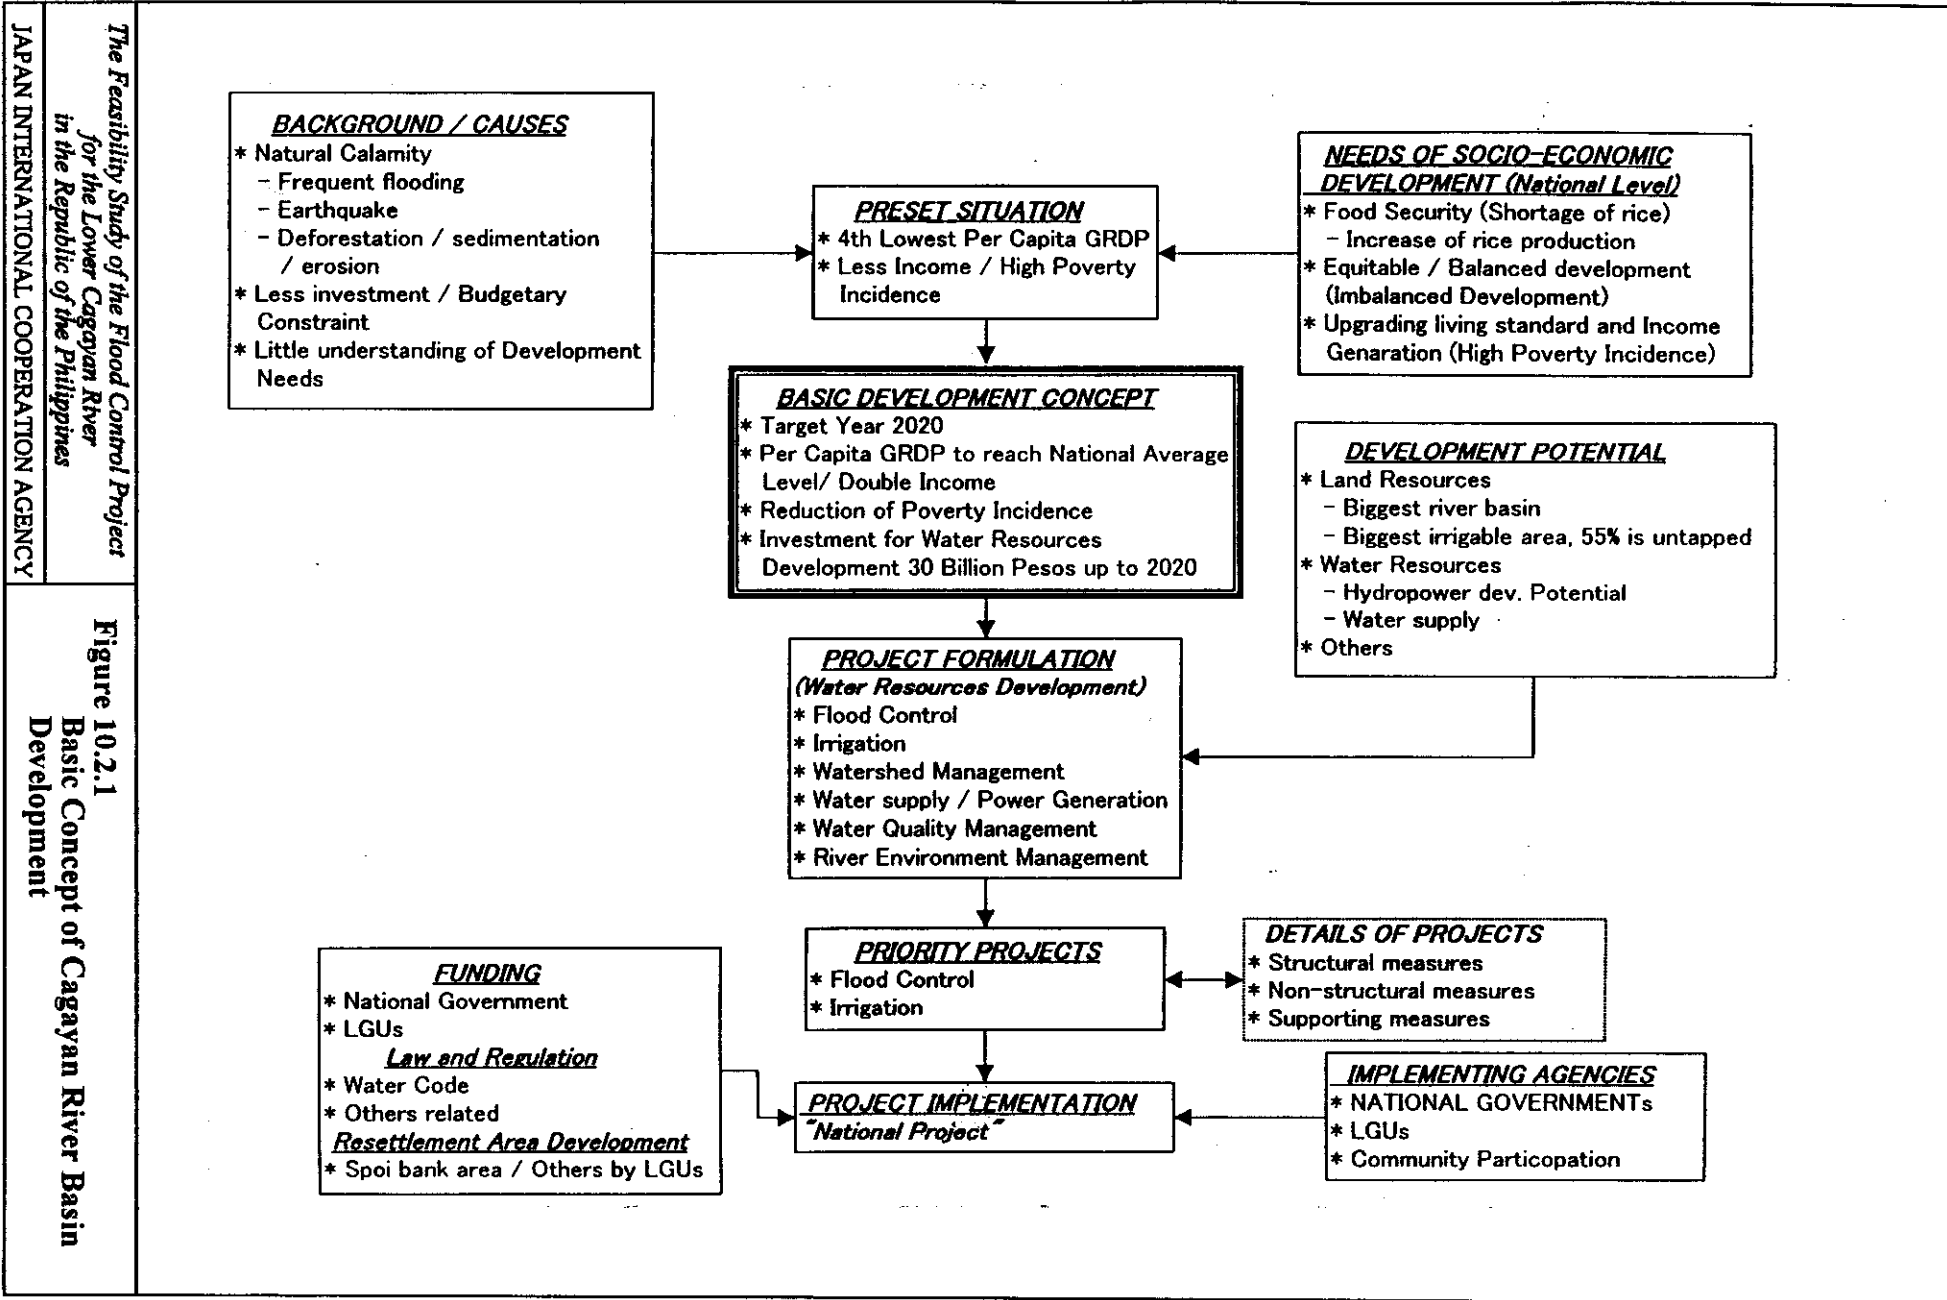 The Feasibility Study of the Flood Control Project
for the Lower Cagayan River
in the Republic of the Philippines
JAPAN INTERNATIONAL COOPERATION AGENCY
Figure 10.2.1
Basic Concept of Cagayan River Basin
Development
BACKGROUND / CAUSES
* Natural Calamity
- Frequent flooding
- Earthquake
- Deforestation / sedimentation
/ erosion
* Less investment / Budgetary
Constraint
* Little understanding of Development
Needs
PRESET SITUATION
* 4th Lowest Per Capita GRDP
* Less Income / High Poverty
Incidence
NEEDS OF SOCIO-ECONOMIC
DEVELOPMENT (National Level)
* Food Security (Shortage of rice)
- Increase of rice production
* Equitable / Balanced development
(Imbalanced Development)
* Upgrading living standard and Income
Genaration (High Poverty Incidence)
BASIC DEVELOPMENT CONCEPT
* Target Year 2020
* Per Capita GRDP to reach National Average
Level/ Double Income
* Reduction of Poverty Incidence
* Investment for Water Resources
Development 30 Billion Pesos up to 2020
DEVELOPMENT POTENTIAL
* Land Resources
- Biggest river basin
- Biggest irrigable area, 55% is untapped
* Water Resources
- Hydropower dev. Potential
- Water supply
* Others
PROJECT FORMULATION
(Water Resources Development)
* Flood Control
* Irrigation
* Watershed Management
* Water supply / Power Generation
* Water Quality Management
* River Environment Management
PRIORITY PROJECTS
* Flood Control
* Irrigation
DETAILS OF PROJECTS
* Structural measures
* Non-structural measures
* Supporting measures
FUNDING
* National Government
* LGUs
Law and Regulation
* Water Code
* Others related
Resettlement Area Development
* Spoi bank area / Others by LGUs
PROJECT IMPLEMENTATION
"National Project"
IMPLEMENTING AGENCIES
* NATIONAL GOVERNMENTs
* LGUs
* Community Particopation